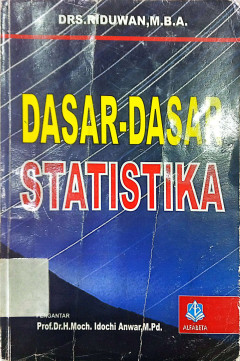 DRS.RIDUWAN,M.B.A.
DASAR-DASAR
STATISTIKA
PENGANTAR
Prof.Dr.H.Moch. Idochi Anwar,M.Pd.
ALFABETA